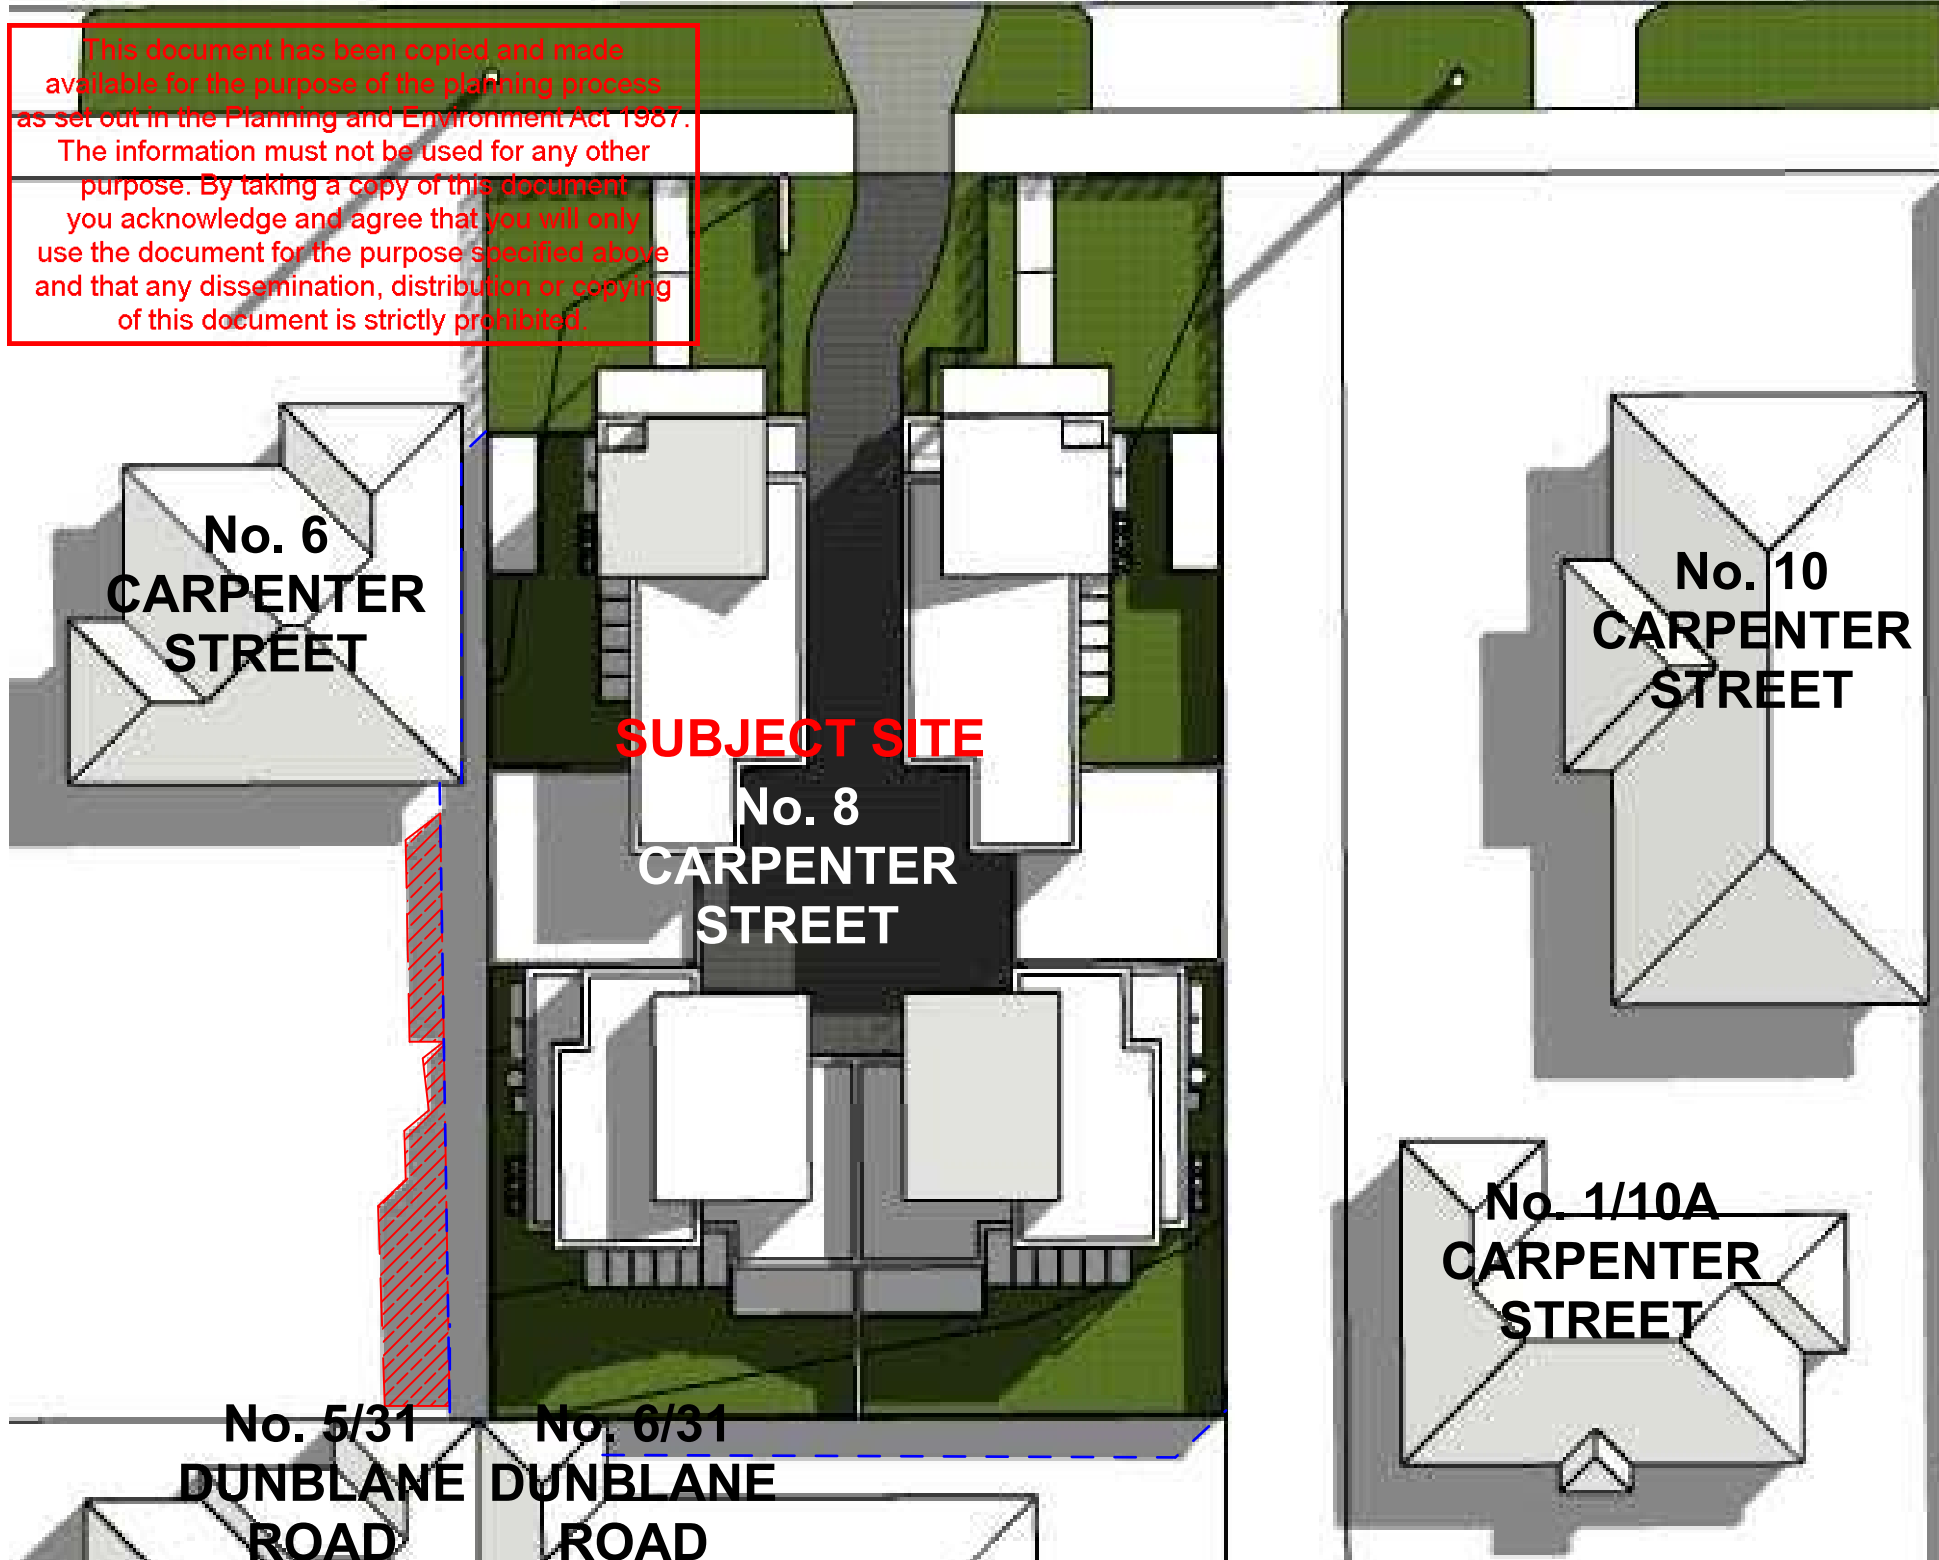 This document has been copied and made
available for the purpose of the planning process
as set out in the Planning and Environment Act 1987.
The information must not be used for any other
purpose. By taking a copy of this document
you acknowledge and agree that you will only
use the document for the purpose specified above
and that any dissemination, distribution or copying
of this document is strictly prohibited.
No. 6
CARPENTER
STREET
No. 10
CARPENTER
STREET
SUBJECT SITE
No. 8
CARPENTER
STREET
No. 1/10A
CARPENTER
STREET
No. 5/31
DUNBLANE
ROAD
No. 6/31
DUNBLANE
ROAD